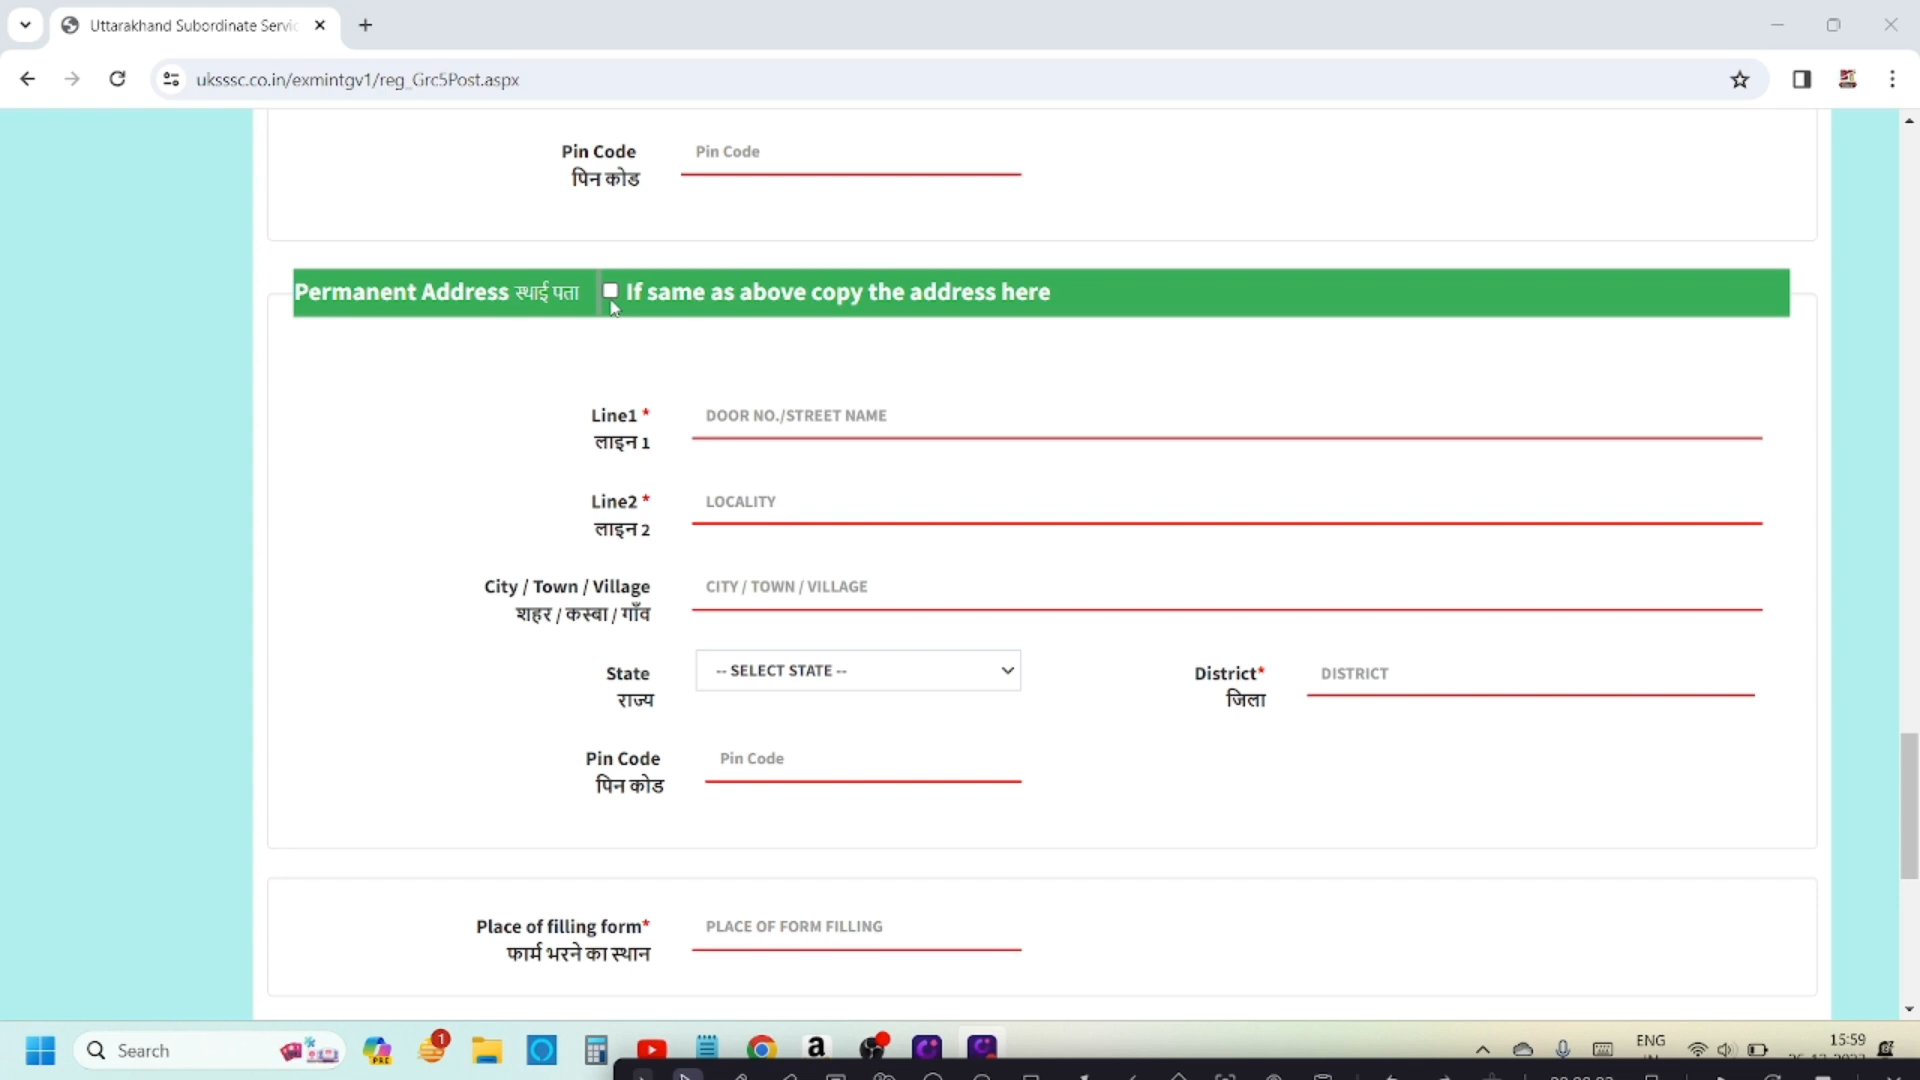 Uttarakhand Subordinate Servic
uksssc.co.in/exmintgv1/reg_Grc5Post.aspx
Pin Code
Pin Code
पिन कोड
Permanent Address स्थाई पता If same as above copy the address here
Line1 *
DOOR NO./STREET NAME
लाइन 1
Line2 *
LOCALITY
लाइन 2
City / Town / Village
CITY / TOWN / VILLAGE
शहर / कस्बा / गाँव
State
-- SELECT STATE --
राज्य
District*
DISTRICT
जिला
Pin Code
Pin Code
पिन कोड
Place of filling form*
PLACE OF FORM FILLING
फार्म भरने का स्थान
Search
PRE
1
a
ENG
15:59